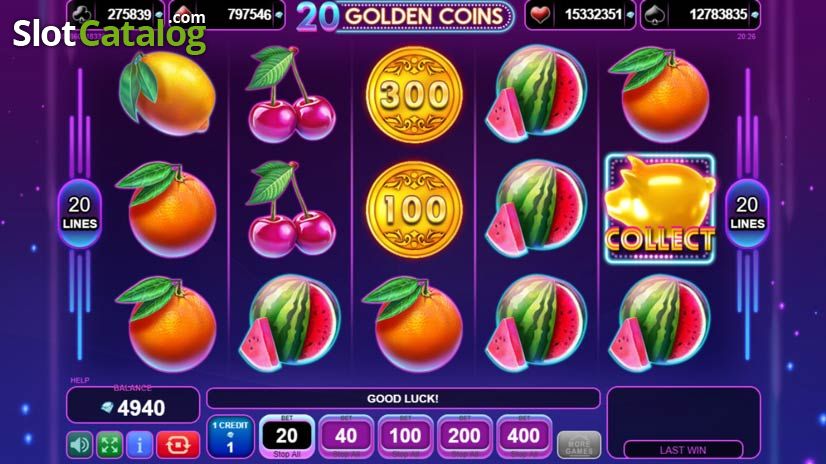 275839
797546
20 GOLDEN COINS
15332351
12783835
SlotCatalog.com
20:26
300
100
COLLECT
20
LINES
20
LINES
HELP
BALANCE
4940
GOOD LUCK!
1 CREDIT
1
BET
20
Stop All
BET
40
Stop All
BET
100
Stop All
BET
200
Stop All
BET
400
Stop All
MORE
GAMES
LAST WIN